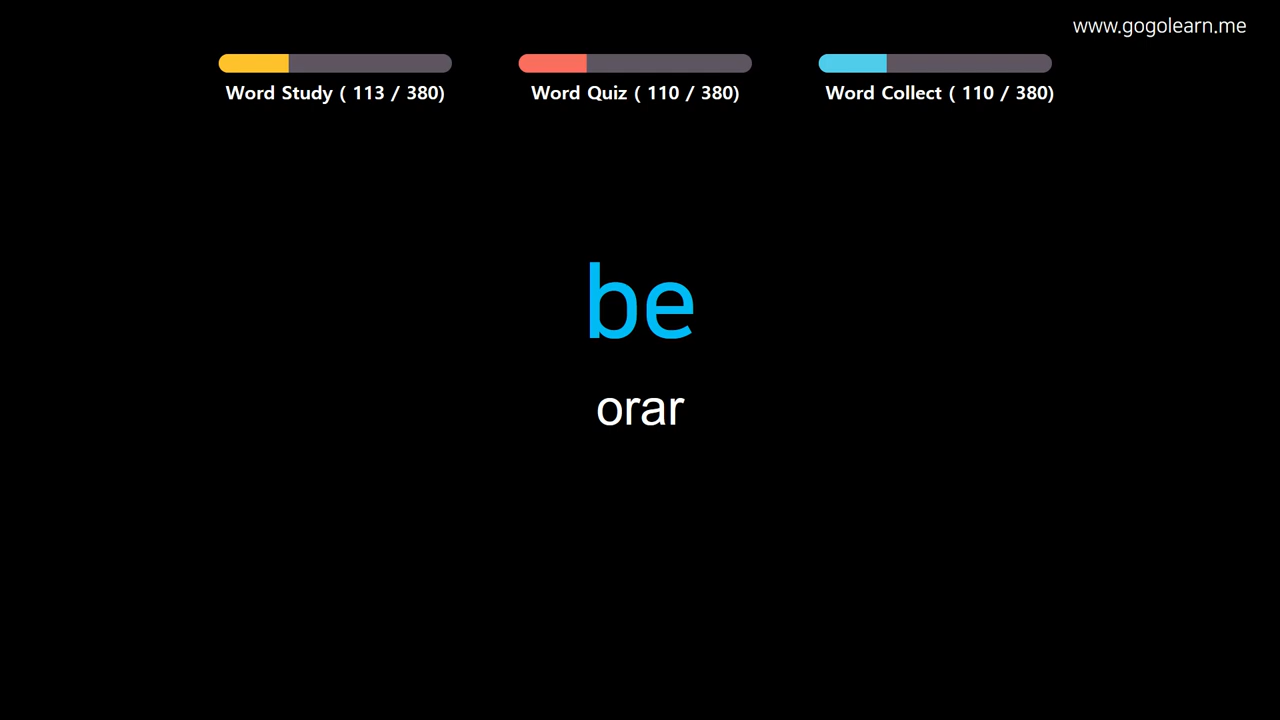 www.gogolearn.me
Word Study ( 113 / 380)
Word Quiz ( 110 / 380)
Word Collect ( 110 / 380)
be
orar